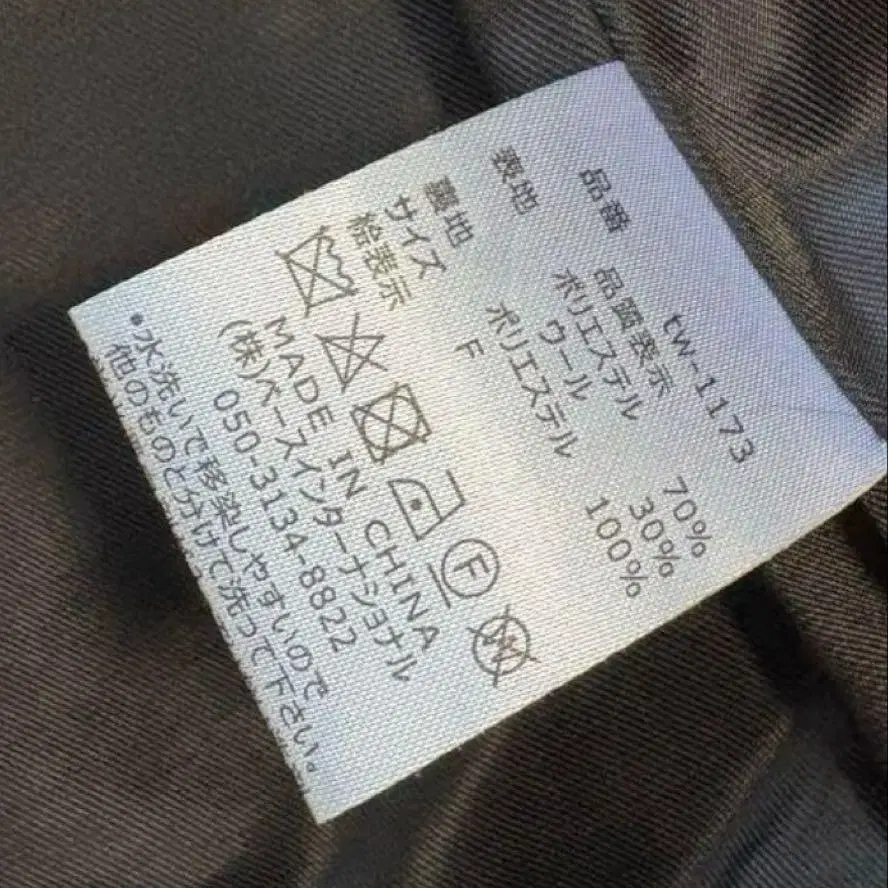 品番 tw-1173
品質表示
表地 ポリエステル 70%
ウール 30%
裏地 ポリエステル 100%
サイズ F
絵表示
F
W
MADE IN CHINA
(株)ベースインターナショナル
050-3134-8822
•水洗いで移染しやすいので
他のものと分けて洗って下さい。